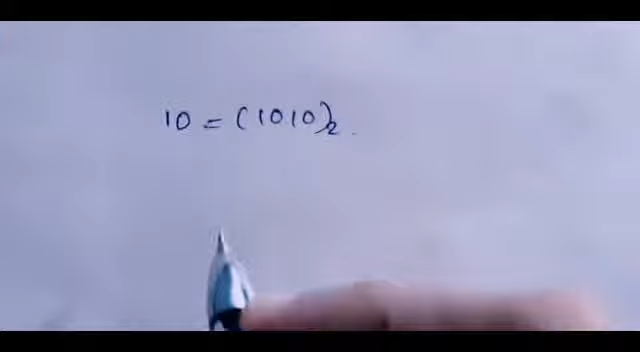 10 = (1010)₂.